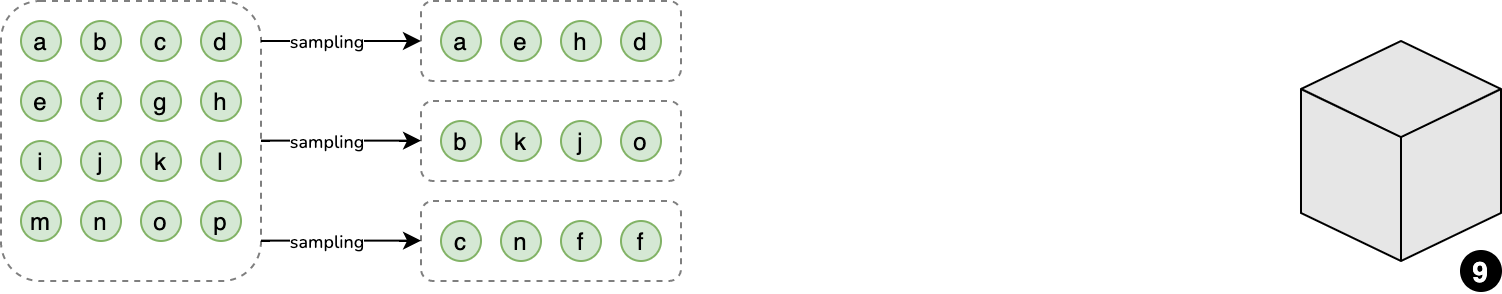 a b c d sampling a e h d
e f g h
i j k l sampling b k j o
m n o p sampling c n f f
9